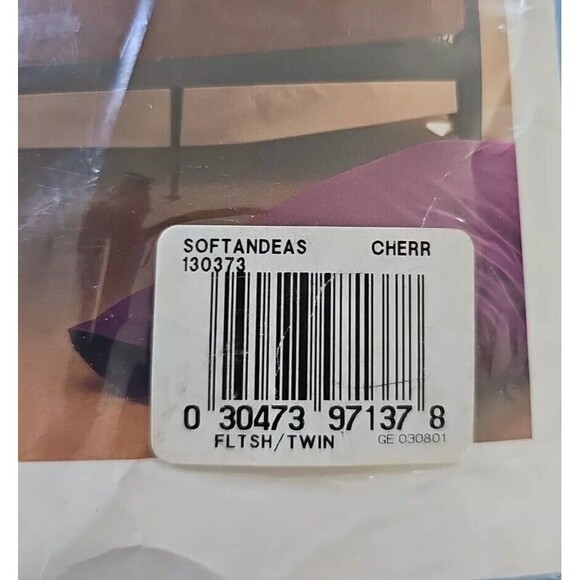 SOFTANDEAS CHERR
130373
0 30473 97137 8
FLTSH/TWIN GE 030801